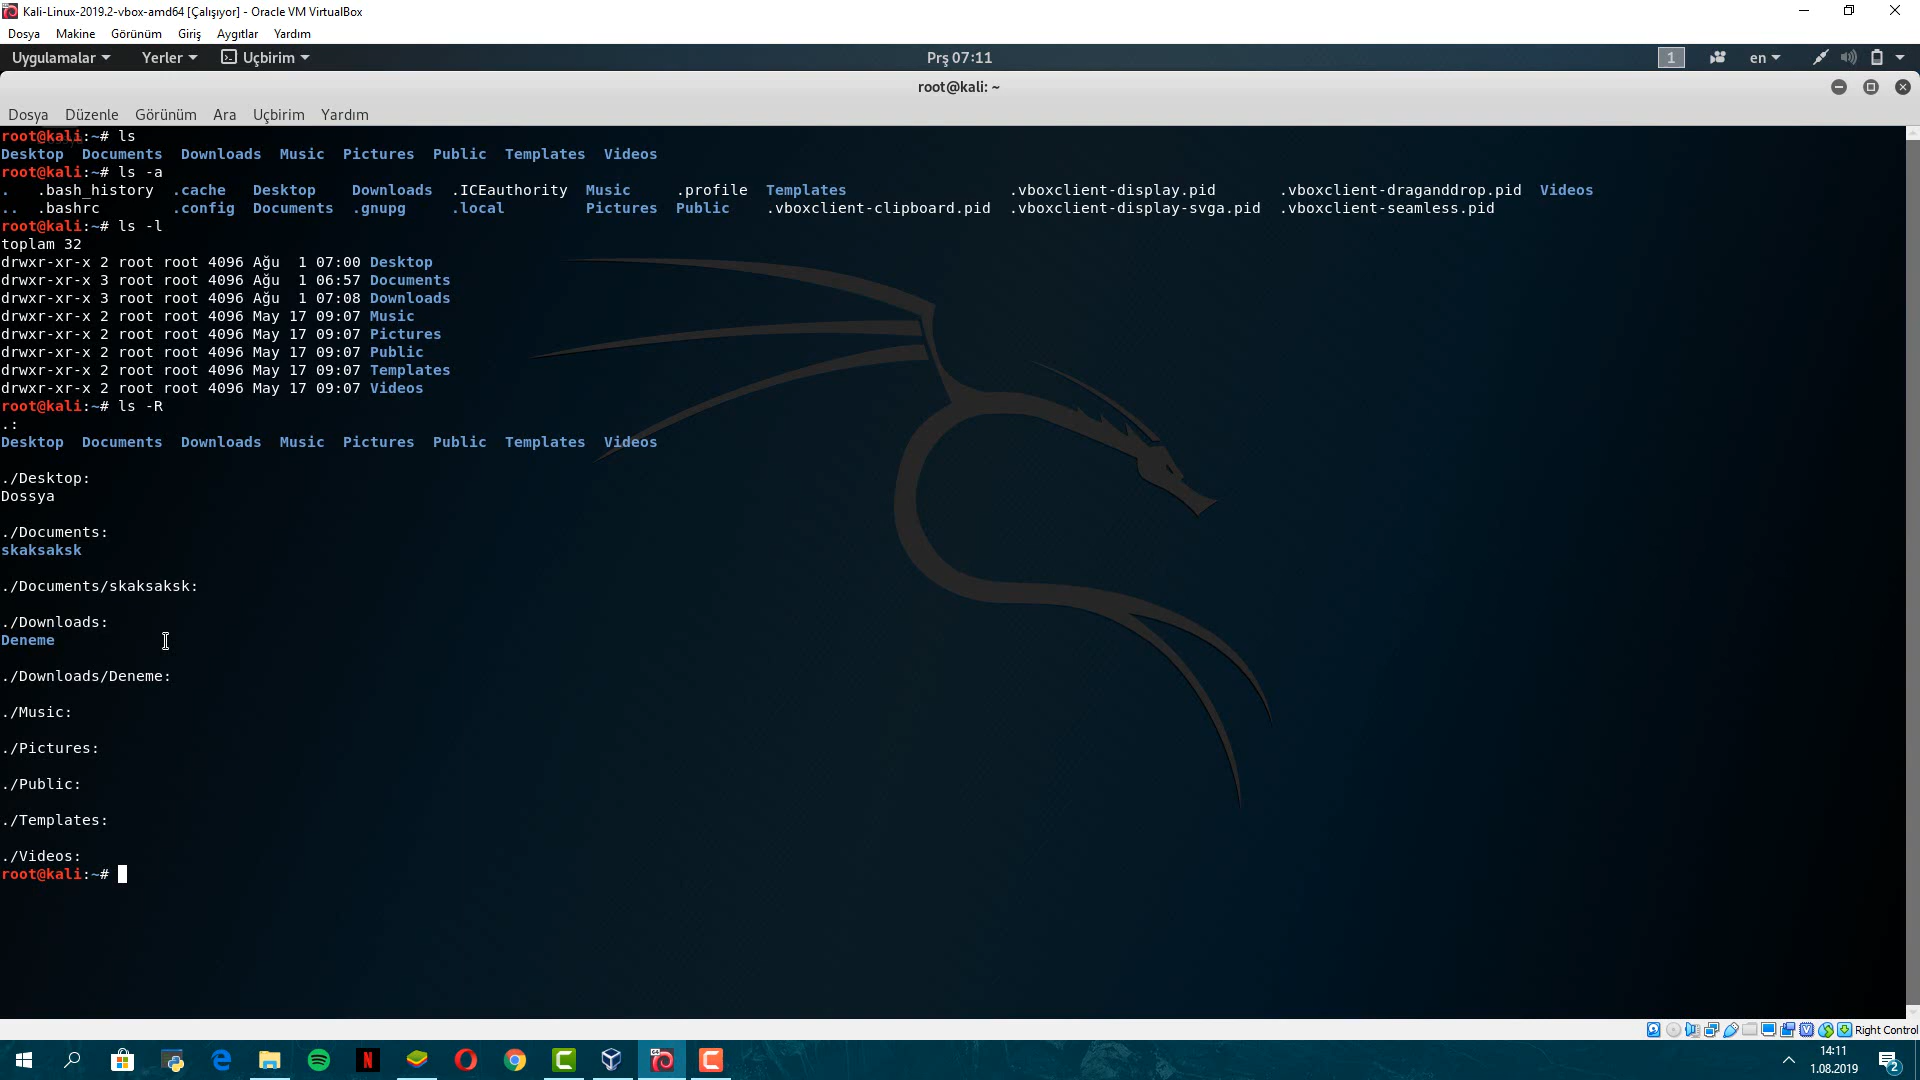 Kali-Linux-2019.2-vbox-amd64 [Çalışıyor] - Oracle VM VirtualBox
Dosya Makine Görünüm Giriş Aygıtlar Yardım
Uygulamalar Yerler Uçbirim Prş 07:11 1 en
root@kali: ~
Dosya Düzenle Görünüm Ara Uçbirim Yardım
root@kali:~# ls
Desktop Documents Downloads Music Pictures Public Templates Videos
root@kali:~# ls -a
. .bash_history .cache Desktop Downloads .ICEauthority Music .profile Templates .vboxclient-display.pid .vboxclient-draganddrop.pid Videos
.. .bashrc .config Documents .gnupg .local Pictures Public .vboxclient-clipboard.pid .vboxclient-display-svga.pid .vboxclient-seamless.pid
root@kali:~# ls -l
toplam 32
drwxr-xr-x 2 root root 4096 Ağu 1 07:00 Desktop
drwxr-xr-x 3 root root 4096 Ağu 1 06:57 Documents
drwxr-xr-x 3 root root 4096 Ağu 1 07:08 Downloads
drwxr-xr-x 2 root root 4096 May 17 09:07 Music
drwxr-xr-x 2 root root 4096 May 17 09:07 Pictures
drwxr-xr-x 2 root root 4096 May 17 09:07 Public
drwxr-xr-x 2 root root 4096 May 17 09:07 Templates
drwxr-xr-x 2 root root 4096 May 17 09:07 Videos
root@kali:~# ls -R
.:
Desktop Documents Downloads Music Pictures Public Templates Videos
./Desktop:
Dossya
./Documents:
skaksaksk
./Documents/skaksaksk:
./Downloads:
Deneme
./Downloads/Deneme:
./Music:
./Pictures:
./Public:
./Templates:
./Videos:
root@kali:~#
Right Control
14:11
1.08.2019
2